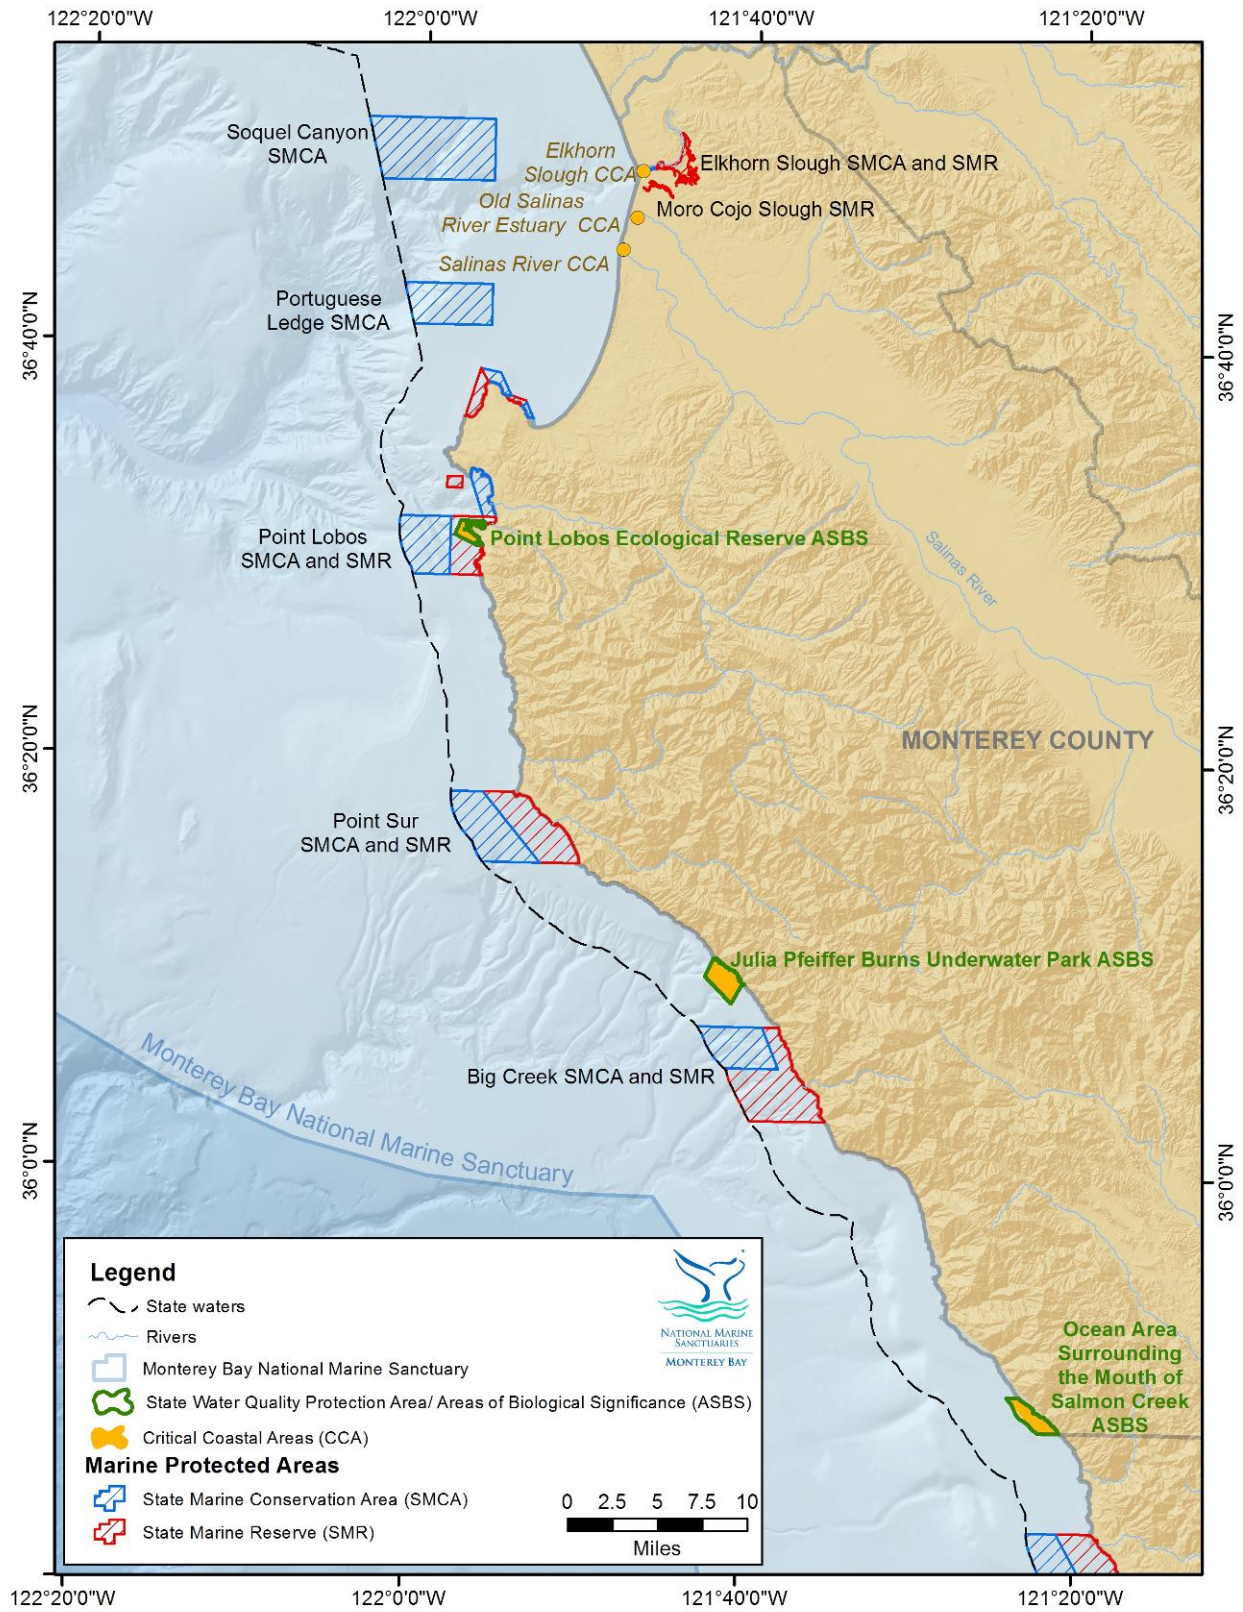 122°20'0"W
122°0'0"W
121°40'0"W
121°20'0"W
Soquel Canyon
SMCA
Elkhorn
Slough CCA
Elkhorn Slough SMCA and SMR
Old Salinas
River Estuary CCA
Moro Cojo Slough SMR
Salinas River CCA
Portuguese
Ledge SMCA
36°40'0"N
36°40'0"N
Point Lobos
SMCA and SMR
Point Lobos Ecological Reserve ASBS
Salinas River
36°20'0"N
36°20'0"N
MONTEREY COUNTY
Point Sur
SMCA and SMR
Julia Pfeiffer Burns Underwater Park ASBS
Monterey Bay National Marine Sanctuary
Big Creek SMCA and SMR
36°0'0"N
36°0'0"N
Legend
State waters
Rivers
Monterey Bay National Marine Sanctuary
State Water Quality Protection Area/ Areas of Biological Significance (ASBS)
Critical Coastal Areas (CCA)
Marine Protected Areas
State Marine Conservation Area (SMCA)
State Marine Reserve (SMR)
NATIONAL MARINE
SANCTUARIES
MONTEREY BAY
0 2.5 5 7.5 10
Miles
Ocean Area
Surrounding
the Mouth of
Salmon Creek
ASBS
122°20'0"W
122°0'0"W
121°40'0"W
121°20'0"W